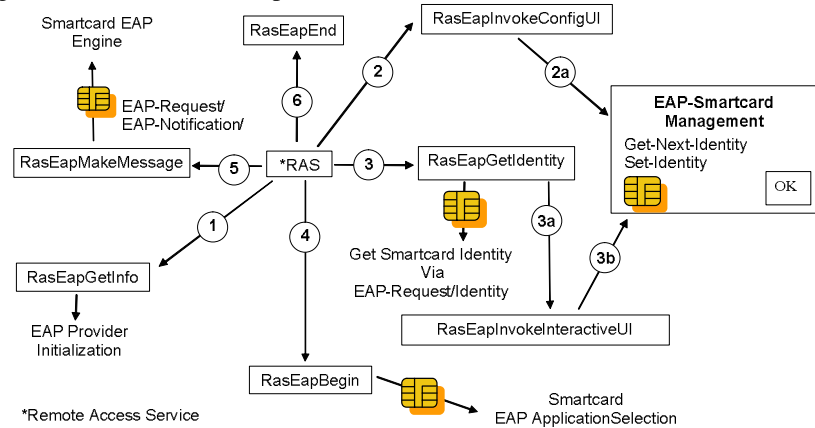 Smartcard EAP
Engine
RasEapEnd
RasEapInvokeConfigUI
2
2a
6
EAP-Request/
EAP-Notification/
EAP-Smartcard
Management
Get-Next-Identity
Set-Identity
OK
RasEapMakeMessage
5
*RAS
3
RasEapGetIdentity
1
4
3a
3b
Get Smartcard Identity
Via
EAP-Request/Identity
RasEapGetInfo
EAP Provider
Initialization
RasEapInvokeInteractiveUI
RasEapBegin
Smartcard
EAP ApplicationSelection
*Remote Access Service